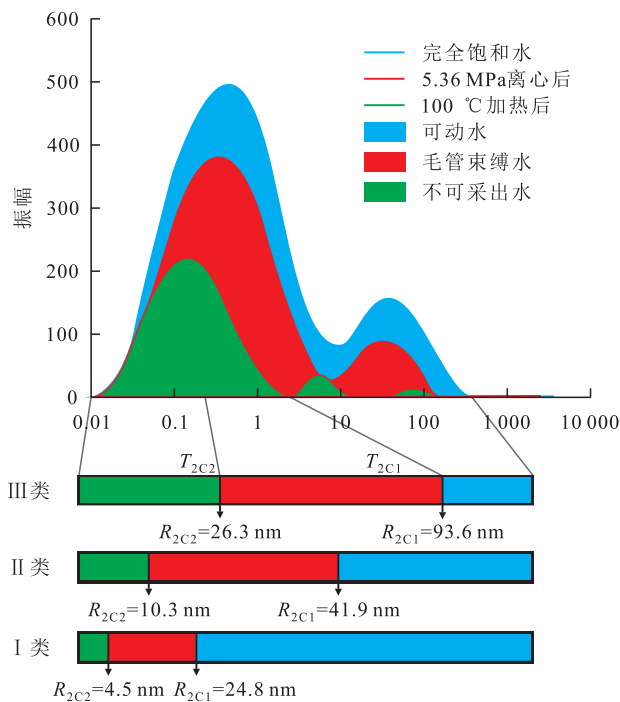 600
500
400
300
200
100
0
振幅
完全饱和水
5.36 MPa离心后
100 ℃加热后
可动水
毛管束缚水
不可采出水
0.01 0.1 1 10 100 1 000 10 000
T2C2 T2C1
III类
R2C2=26.3 nm R2C1=93.6 nm
II类
R2C2=10.3 nm R2C1=41.9 nm
I类
R2C2=4.5 nm R2C1=24.8 nm